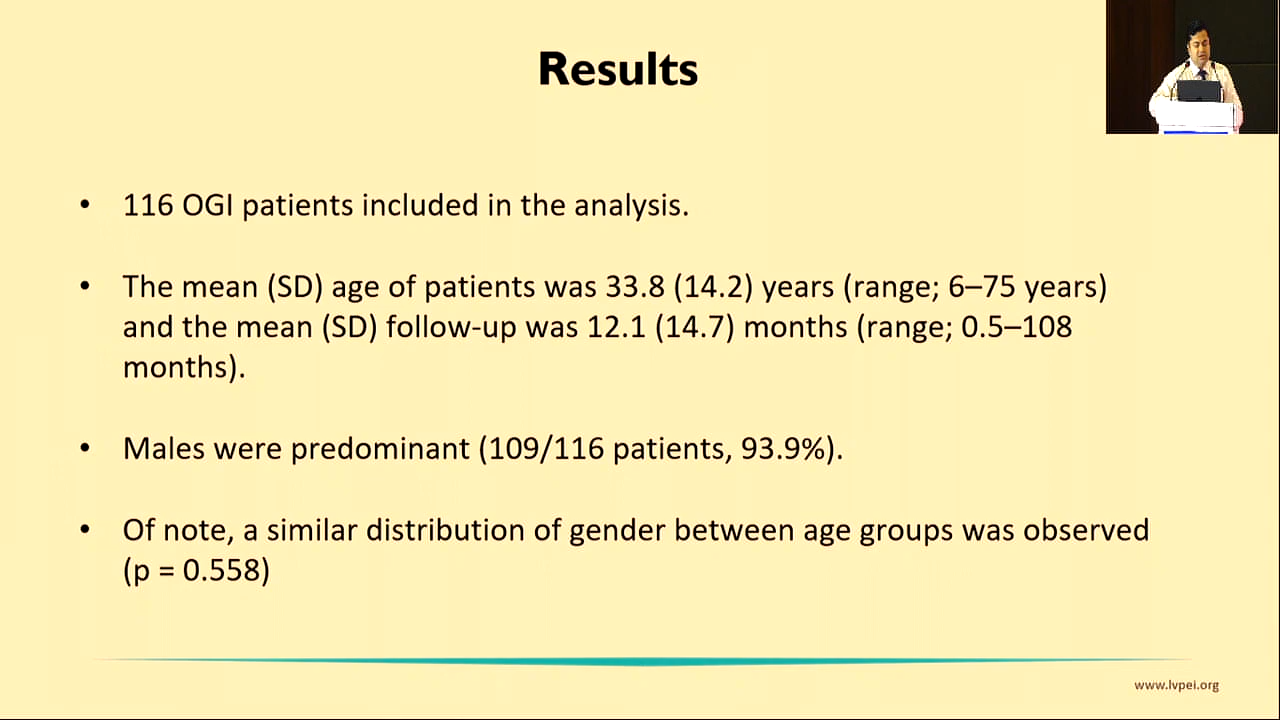 Results
• 116 OGI patients included in the analysis.
• The mean (SD) age of patients was 33.8 (14.2) years (range; 6–75 years)
and the mean (SD) follow-up was 12.1 (14.7) months (range; 0.5–108
months).
• Males were predominant (109/116 patients, 93.9%).
• Of note, a similar distribution of gender between age groups was observed
(p = 0.558)
www.lvpei.org